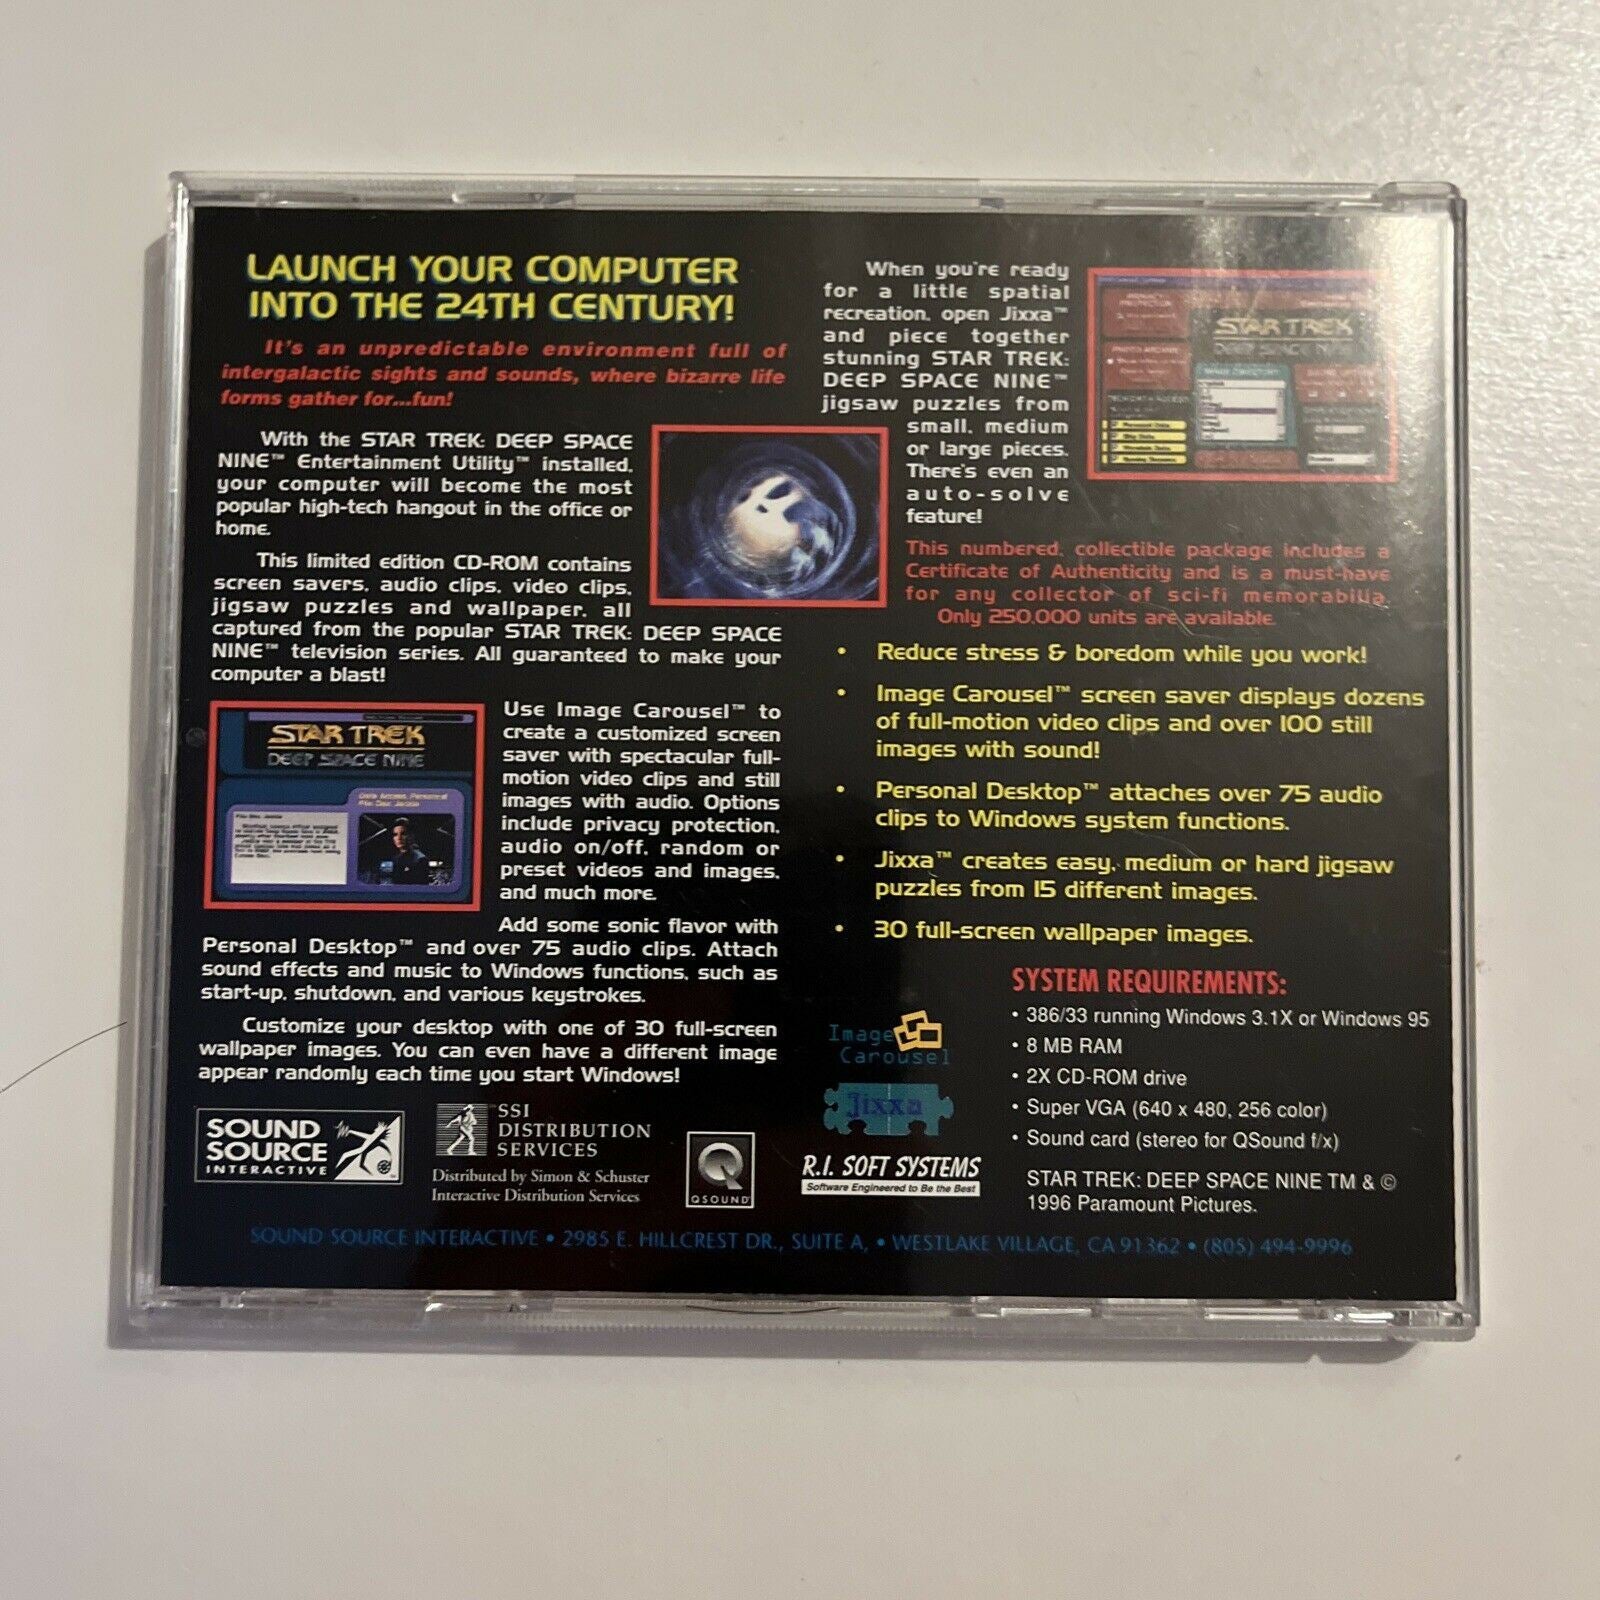 LAUNCH YOUR COMPUTER
INTO THE 24TH CENTURY!
It's an unpredictable environment full of
intergalactic sights and sounds, where bizarre life
forms gather for...fun!
With the STAR TREK: DEEP SPACE
NINE™ Entertainment Utility™ installed,
your computer will become the most
popular high-tech hangout in the office or
home.
This limited edition CD-ROM contains
screen savers, audio clips, video clips,
jigsaw puzzles and wallpaper, all
captured from the popular STAR TREK: DEEP SPACE
NINE™ television series. All guaranteed to make your
computer a blast!
STAR TREK
DEEP SPACE NINE
Data Access: Personnel
File: Dax, Jadzia
Use Image Carousel™ to
create a customized screen
saver with spectacular full-
motion video clips and still
images with audio. Options
include privacy protection,
audio on/off, random or
preset videos and images,
and much more.
Add some sonic flavor with
Personal Desktop™ and over 75 audio clips. Attach
sound effects and music to Windows functions, such as
start-up, shutdown, and various keystrokes.
Customize your desktop with one of 30 full-screen
wallpaper images. You can even have a different image
appear randomly each time you start Windows!
When you're ready
for a little spatial
recreation, open Jixxa™
and piece together
stunning STAR TREK:
DEEP SPACE NINE™
jigsaw puzzles from
small, medium
or large pieces.
There's even an
auto-solve
feature!
STAR TREK
DEEP SPACE NINE
This numbered, collectible package includes a
Certificate of Authenticity and is a must-have
for any collector of sci-fi memorabilia.
Only 250,000 units are available.
• Reduce stress & boredom while you work!
• Image Carousel™ screen saver displays dozens
of full-motion video clips and over 100 still
images with sound!
• Personal Desktop™ attaches over 75 audio
clips to Windows system functions.
• Jixxa™ creates easy, medium or hard jigsaw
puzzles from 15 different images.
• 30 full-screen wallpaper images.
SYSTEM REQUIREMENTS:
• 386/33 running Windows 3.1X or Windows 95
• 8 MB RAM
• 2X CD-ROM drive
• Super VGA (640 x 480, 256 color)
• Sound card (stereo for QSound f/x)
STAR TREK: DEEP SPACE NINE TM & ©
1996 Paramount Pictures.
Image
Carousel
Jixxa
R.I. SOFT SYSTEMS
Software Engineered to Be the Best
SOUND
SOURCE
INTERACTIVE
™SSI
DISTRIBUTION
SERVICES
Distributed by Simon & Schuster
Interactive Distribution Services
QSOUND
SOUND SOURCE INTERACTIVE • 2985 E. HILLCREST DR., SUITE A, • WESTLAKE VILLAGE, CA 91362 • (805) 494-9996